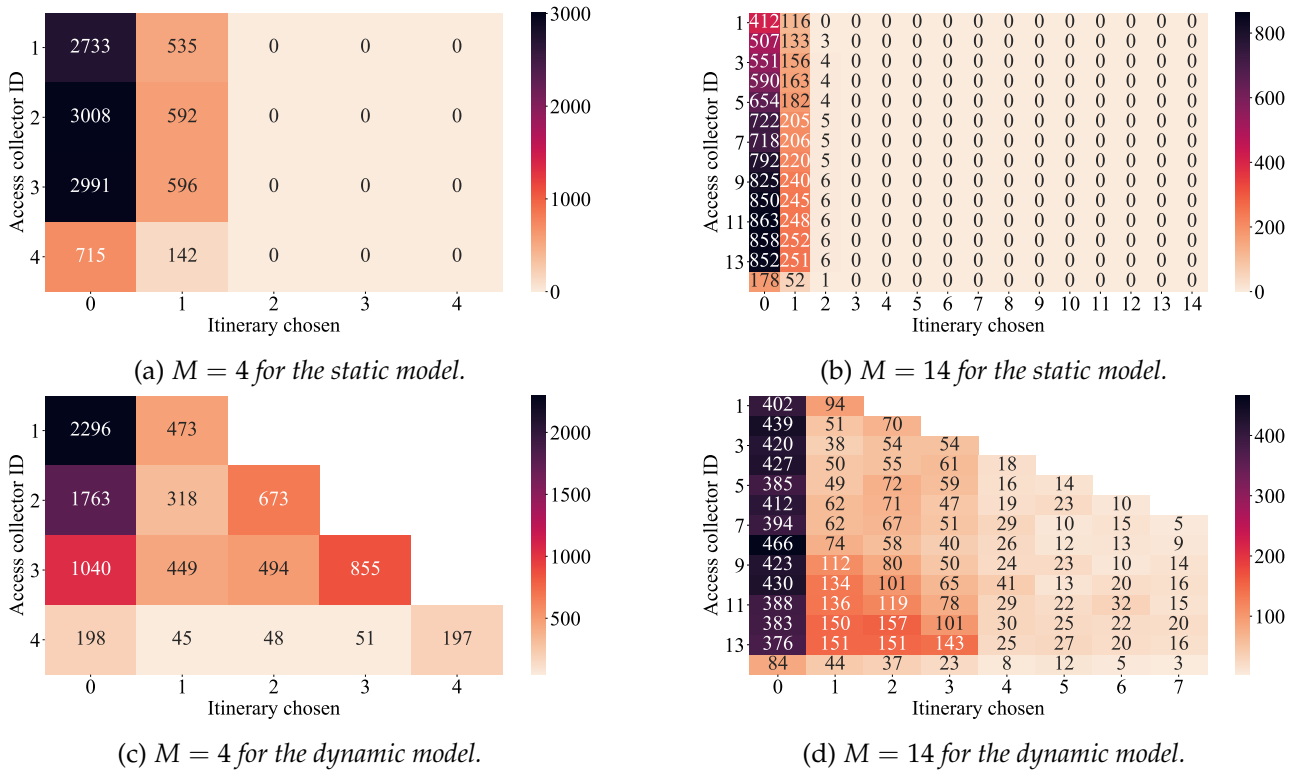 Access collector ID
1 2733 535 0 0 0
2 3008 592 0 0 0
3 2991 596 0 0 0
4 715 142 0 0 0
0 1 2 3 4
Itinerary chosen
3000
2000
1000
0
(a) M = 4 for the static model.
Access collector ID
1 412 116 0 0 0 0 0 0 0 0 0 0 0 0 0
507 133 3 0 0 0 0 0 0 0 0 0 0 0 0
3 551 156 4 0 0 0 0 0 0 0 0 0 0 0 0
590 163 4 0 0 0 0 0 0 0 0 0 0 0 0
5 654 182 4 0 0 0 0 0 0 0 0 0 0 0 0
722 205 5 0 0 0 0 0 0 0 0 0 0 0 0
7 718 206 5 0 0 0 0 0 0 0 0 0 0 0 0
792 220 5 0 0 0 0 0 0 0 0 0 0 0 0
9 825 240 6 0 0 0 0 0 0 0 0 0 0 0 0
850 245 6 0 0 0 0 0 0 0 0 0 0 0 0
11 863 248 6 0 0 0 0 0 0 0 0 0 0 0 0
858 252 6 0 0 0 0 0 0 0 0 0 0 0 0
13 852 251 6 0 0 0 0 0 0 0 0 0 0 0 0
178 52 1 0 0 0 0 0 0 0 0 0 0 0 0
0 1 2 3 4 5 6 7 8 9 10 11 12 13 14
Itinerary chosen
800
600
400
200
0
(b) M = 14 for the static model.
Access collector ID
1 2296 473
2 1763 318 673
3 1040 449 494 855
4 198 45 48 51 197
0 1 2 3 4
Itinerary chosen
2000
1500
1000
500
(c) M = 4 for the dynamic model.
Access collector ID
1 402 94
439 51 70
3 420 38 54 54
427 50 55 61 18
5 385 49 72 59 16 14
412 62 71 47 19 23 10
7 394 62 67 51 29 10 15 5
466 74 58 40 26 12 13 9
9 423 112 80 50 24 23 10 14
430 134 101 65 41 13 20 16
11 388 136 119 78 29 22 32 15
383 150 157 101 30 25 22 20
13 376 151 151 143 25 27 20 16
84 44 37 23 8 12 5 3
0 1 2 3 4 5 6 7
Itinerary chosen
400
300
200
100
(d) M = 14 for the dynamic model.